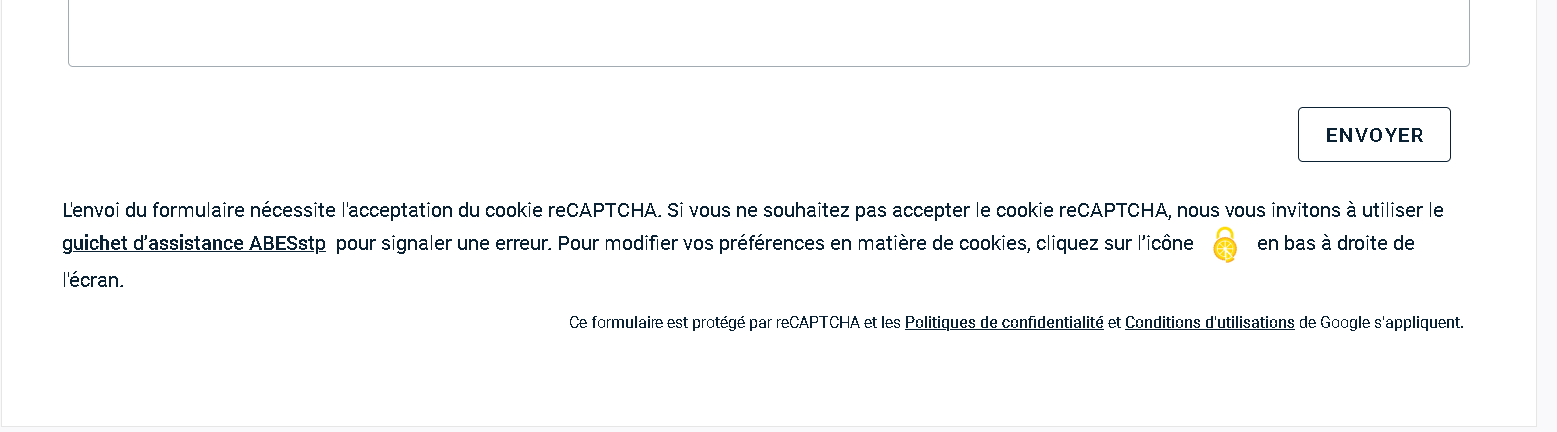 ENVOYER
L'envoi du formulaire nécessite l'acceptation du cookie reCAPTCHA. Si vous ne souhaitez pas accepter le cookie reCAPTCHA, nous vous invitons à utiliser le
guichet d’assistance ABESstp pour signaler une erreur. Pour modifier vos préférences en matière de cookies, cliquez sur l’icône en bas à droite de
l'écran.
Ce formulaire est protégé par reCAPTCHA et les Politiques de confidentialité et Conditions d'utilisations de Google s'appliquent.